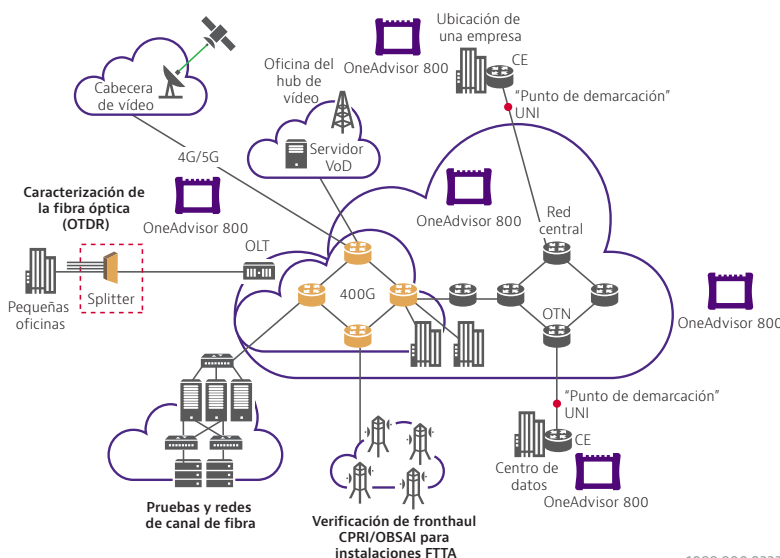 Ubicación de
una empresa
OneAdvisor 800
CE
"Punto de demarcación"
UNI
Oficina del
hub de
vídeo
Cabecera
de vídeo
Servidor
VoD
4G/5G
Caracterización de
la fibra óptica
(OTDR)
OneAdvisor 800
OneAdvisor 800
Red
central
OLT
Splitter
Pequeñas
oficinas
400G
OTN
OneAdvisor 800
"Punto de demarcación"
UNI
CE
Centro de
datos
OneAdvisor 800
Pruebas y redes
de canal de fibra
Verificación de fronthaul
CPRI/OBSAI para
instalaciones FTTA